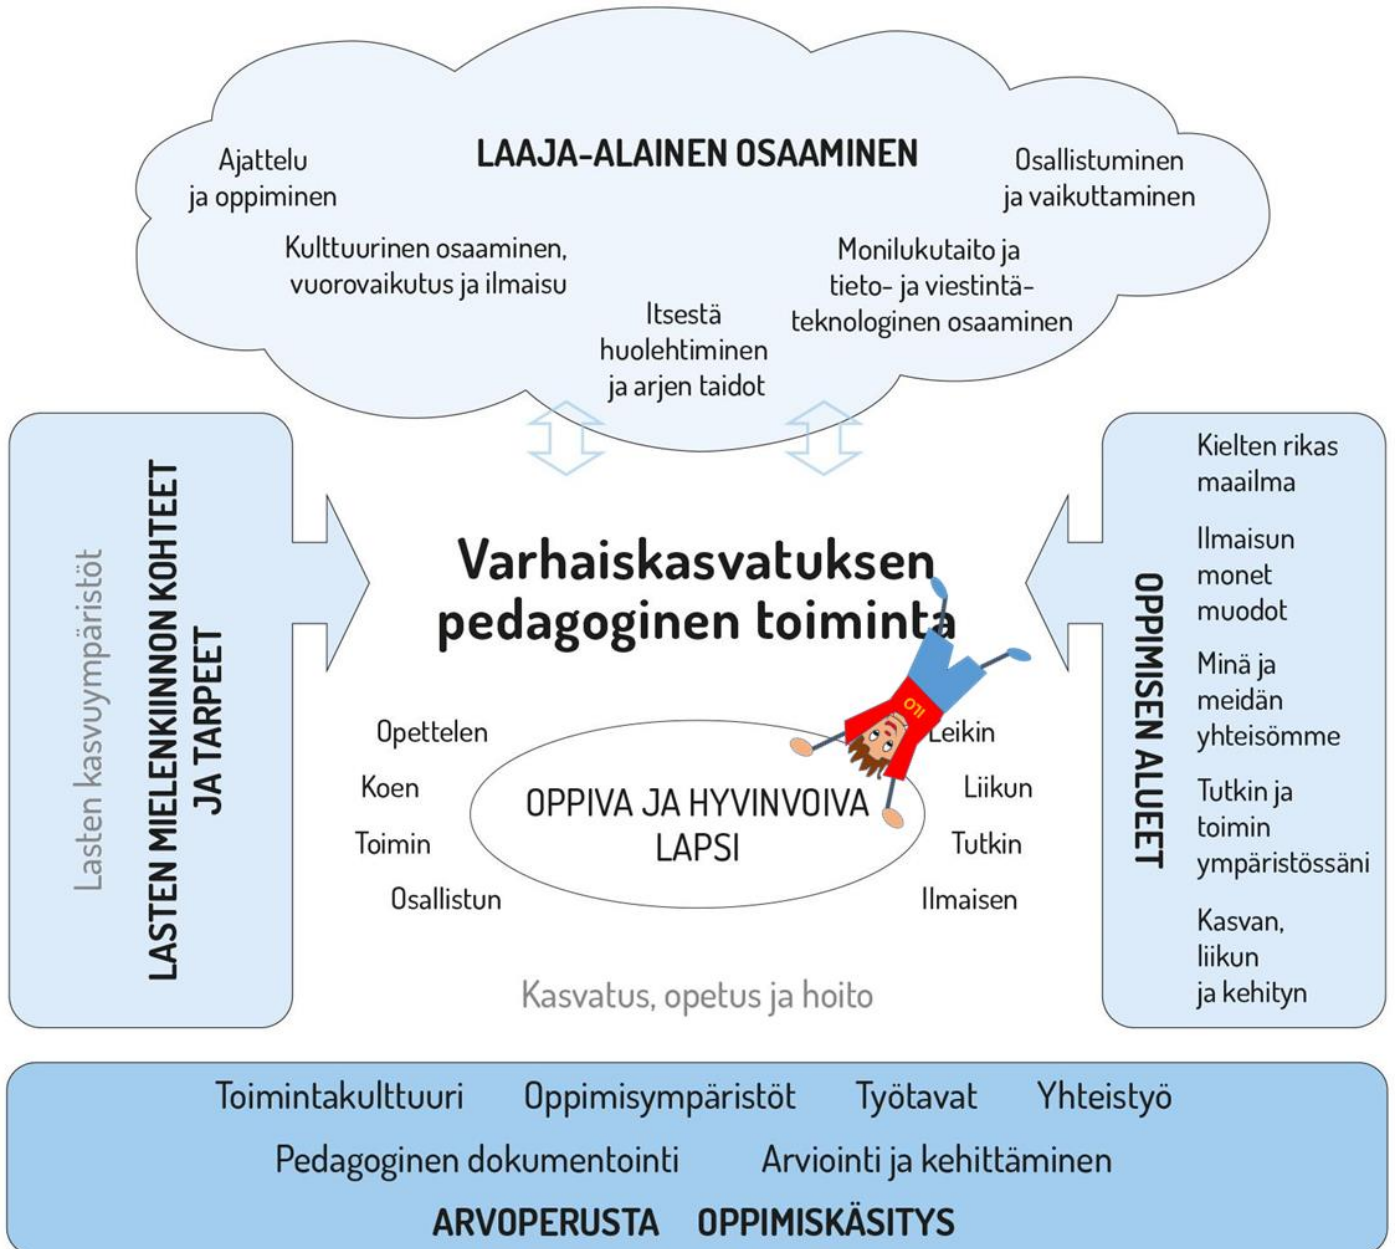 LAAJA-ALAINEN OSAAMINEN
Ajattelu
ja oppiminen
Osallistuminen
ja vaikuttaminen
Kulttuurinen osaaminen,
vuorovaikutus ja ilmaisu
Monilukutaito ja
tieto- ja viestintä-
teknologinen osaaminen
Itsestä
huolehtiminen
ja arjen taidot
Lasten kasvuympäristöt
LASTEN MIELENKIINNON KOHTEET
JA TARPEET
Varhaiskasvatuksen
pedagoginen toiminta
ILO
Opettelen
Koen
Toimin
Osallistun
OPPIVA JA HYVINVOIVA
LAPSI
Leikin
Liikun
Tutkin
Ilmaisen
Kasvatus, opetus ja hoito
OPPIMISEN ALUEET
Kielten rikas
maailma
Ilmaisun
monet
muodot
Minä ja
meidän
yhteisömme
Tutkin ja
toimin
ympäristössäni
Kasvan,
liikun
ja kehityn
Toimintakulttuuri Oppimisympäristöt Työtavat Yhteistyö
Pedagoginen dokumentointi Arviointi ja kehittäminen
ARVOPERUSTA OPPIMISKÄSITYS